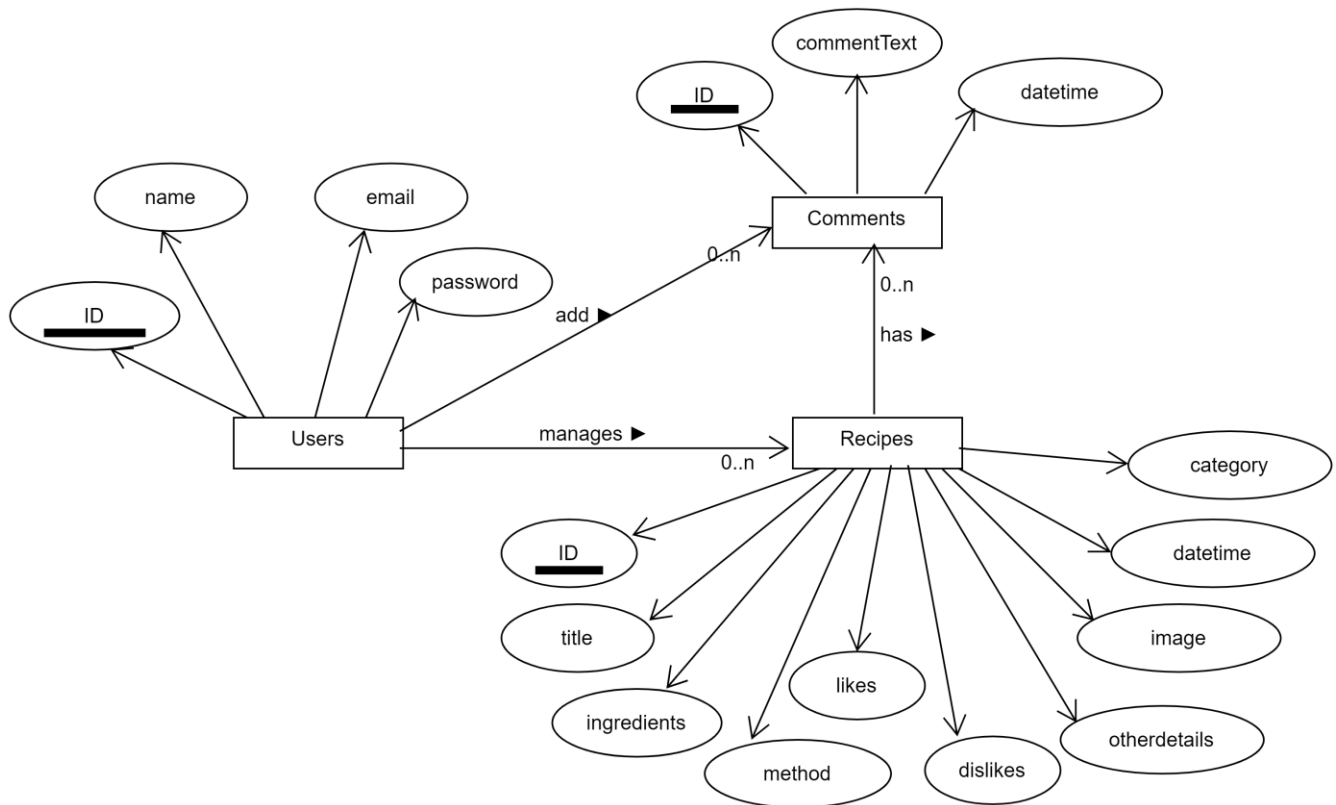 commentText
ID
datetime
name
email
Comments
0..n
password
0..n
ID
add ►
has ►
Users
manages ►
Recipes
0..n
category
ID
datetime
title
image
likes
ingredients
otherdetails
method
dislikes